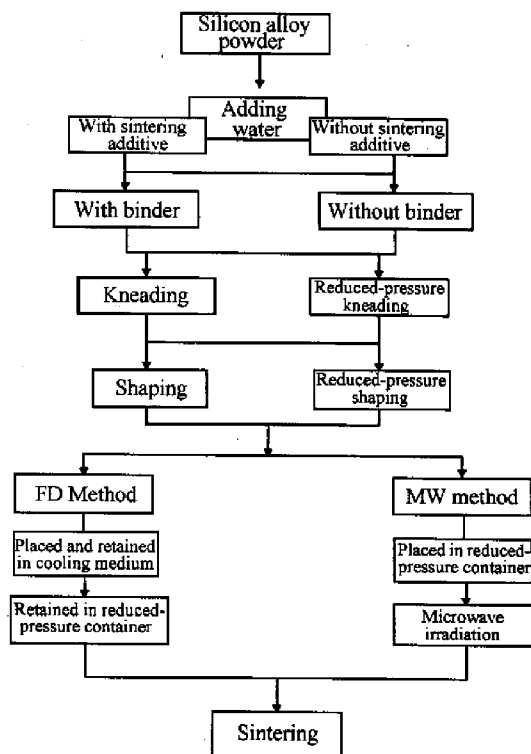 Silicon alloy
powder
Adding
water
With sintering
additive
Without sintering
additive
With binder
Without binder
Kneading
Reduced-pressure
kneading
Shaping
Reduced-pressure
shaping
FD Method
MW method
Placed and retained
in cooling medium
Placed in reduced-
pressure container
Retained in reduced-
pressure container
Microwave
irradiation
Sintering